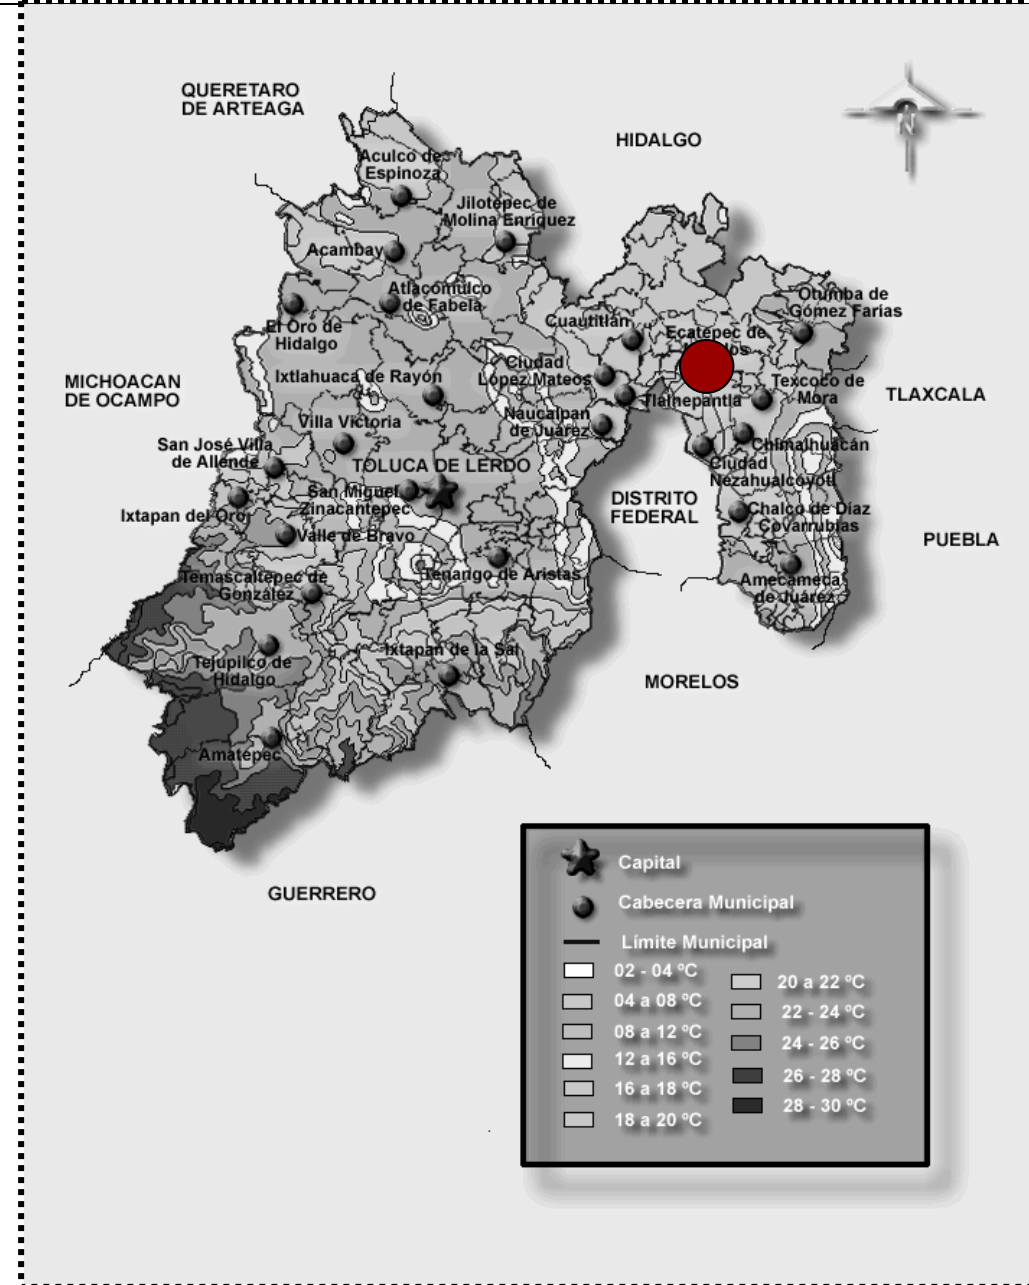 QUERETARO
DE ARTEAGA
HIDALGO
N
Aculco de
Espinoza
Jilotepec de
Molina Enríquez
Acambay
Atlacomulco
de Fabela
Otumba de
Gómez Farías
Cuautitlán
El Oro de
Hidalgo
Ecatepec de
Ciudad
López Mateos
Ixtlahuaca de Rayón
MICHOACAN
DE OCAMPO
Texcoco de
Mora
TLAXCALA
Tlalnepantla
Naucalpan
de Juárez
Villa Victoria
San José Villa
de Allende
Chimalhuacán
TOLUCA DE LERDO
Ciudad
Nezahualcóyotl
San Miguel
Zinacantepec
DISTRITO
FEDERAL
Ixtapan del Oro
Chalco de Díaz
Covarrubias
Valle de Bravo
PUEBLA
Tenango de Aristas
Temascaltepec de
González
Amecameca
de Juárez
Ixtapan de la Sal
Tejupilco de
Hidalgo
MORELOS
Amatepec
GUERRERO
Capital
Cabecera Municipal
Límite Municipal
02 - 04 ºC
04 a 08 ºC
08 a 12 ºC
12 a 16 ºC
16 a 18 ºC
18 a 20 ºC
20 a 22 ºC
22 - 24 ºC
24 - 26 ºC
26 - 28 ºC
28 - 30 ºC